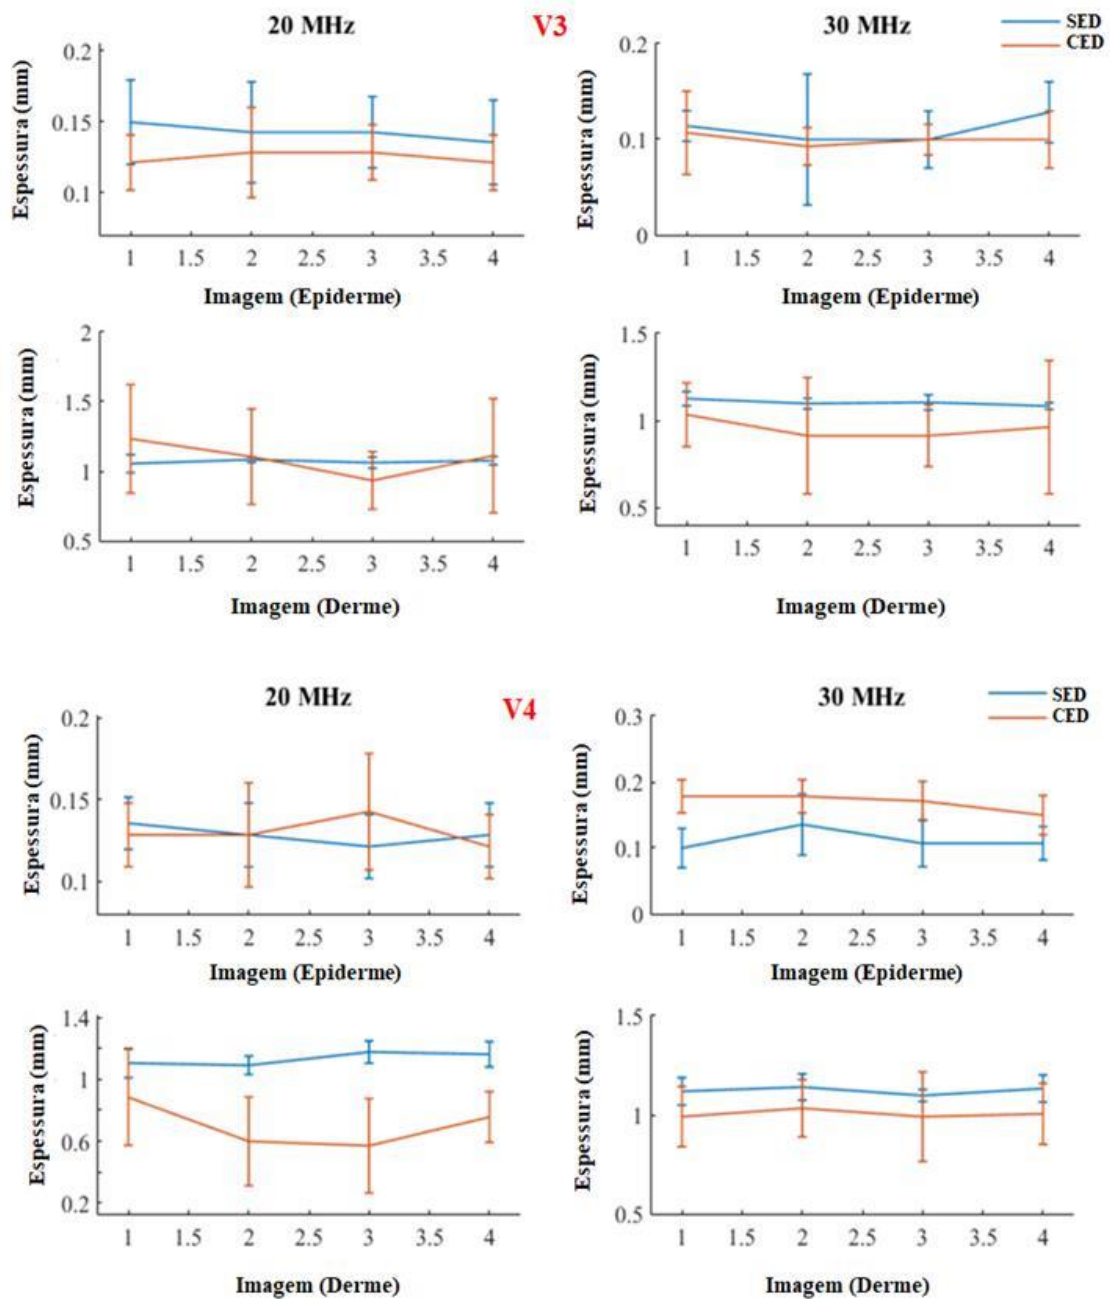 20 MHz V3 30 MHz
SED
CED
Espessura (mm)
0.2
0.15
0.1
1 1.5 2 2.5 3 3.5 4
Imagem (Epiderme)
Espessura (mm)
0.2
0.1
0
1 1.5 2 2.5 3 3.5 4
Imagem (Epiderme)
Espessura (mm)
2
1.5
1
0.5
1 1.5 2 2.5 3 3.5 4
Imagem (Derme)
Espessura (mm)
1.5
1
0.5
1 1.5 2 2.5 3 3.5 4
Imagem (Derme)
20 MHz V4 30 MHz
SED
CED
Espessura (mm)
0.2
0.15
0.1
1 1.5 2 2.5 3 3.5 4
Imagem (Epiderme)
Espessura (mm)
0.3
0.2
0.1
0
1 1.5 2 2.5 3 3.5 4
Imagem (Epiderme)
Espessura (mm)
1.4
1
0.6
0.2
1 1.5 2 2.5 3 3.5 4
Imagem (Derme)
Espessura (mm)
1.5
1
0.5
1 1.5 2 2.5 3 3.5 4
Imagem (Derme)